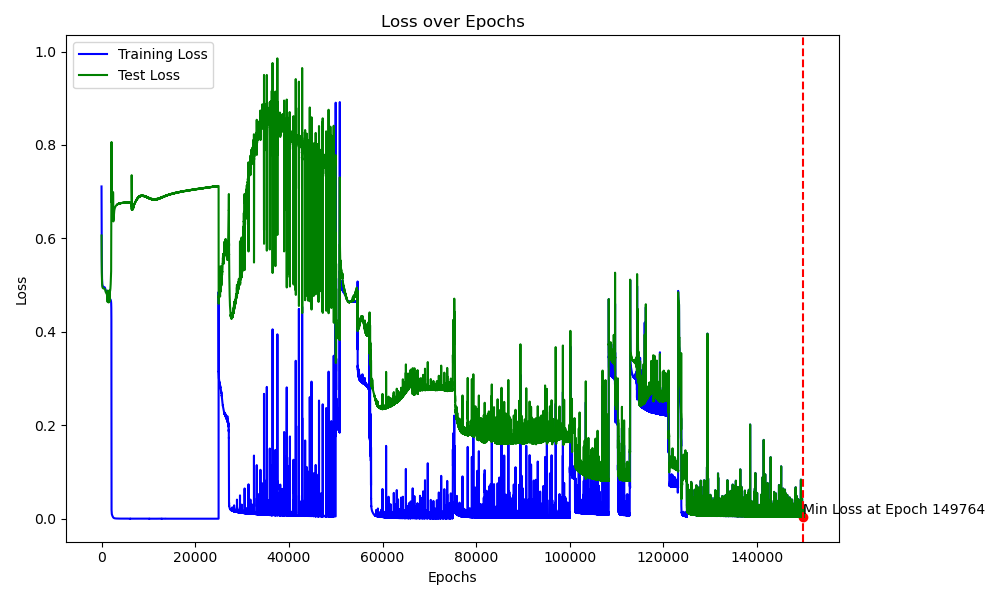 Loss over Epochs
Training Loss
Test Loss
1.0
0.8
0.6
0.4
0.2
0.0
Loss
Min Loss at Epoch 149764
0 20000 40000 60000 80000 100000 120000 140000
Epochs